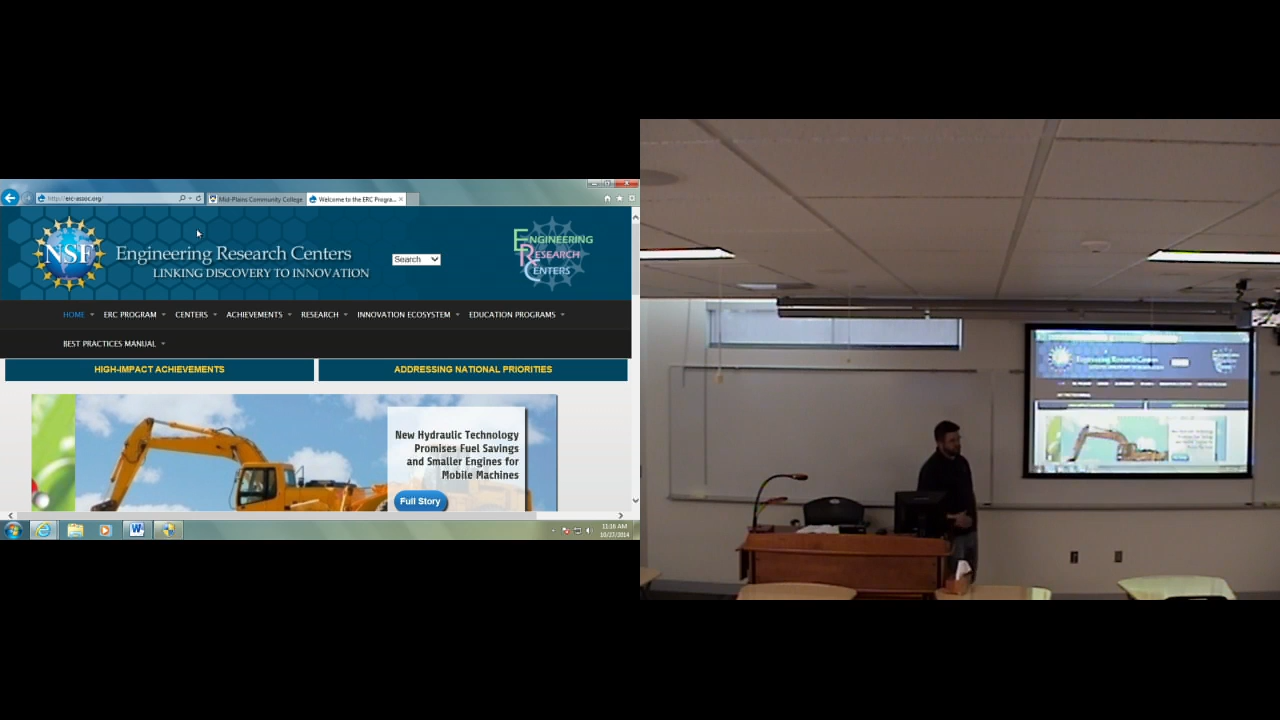 http://erc-assoc.org/
Mid-Plains Community College
Welcome to the ERC Progra...
NSF
Engineering Research Centers
LINKING DISCOVERY TO INNOVATION
Search
ENGINEERING
RESEARCH
CENTERS
HOME ERC PROGRAM CENTERS ACHIEVEMENTS RESEARCH INNOVATION ECOSYSTEM EDUCATION PROGRAMS
BEST PRACTICES MANUAL
HIGH-IMPACT ACHIEVEMENTS
ADDRESSING NATIONAL PRIORITIES
New Hydraulic Technology
Promises Fuel Savings
and Smaller Engines for
Mobile Machines
Full Story
11:16 AM
10/27/2014
Engineering Research Centers